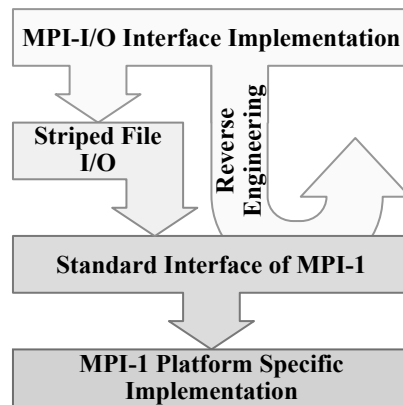 MPI-I/O Interface Implementation
Striped File
I/O
Reverse
Engineering
Standard Interface of MPI-1
MPI-1 Platform Specific
Implementation